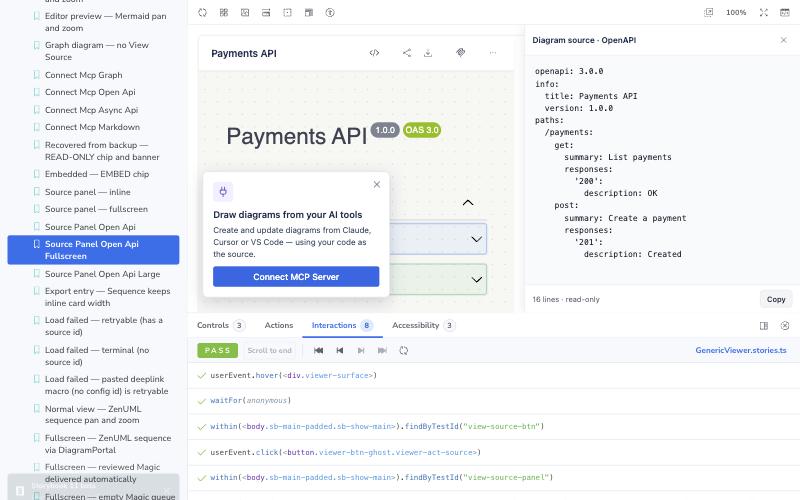 and zoom
Editor preview — Mermaid pan
and zoom
Graph diagram — no View
Source
Connect Mcp Graph
Connect Mcp Open Api
Connect Mcp Async Api
Connect Mcp Markdown
Recovered from backup —
READ-ONLY chip and banner
Embedded — EMBED chip
Source panel — inline
Source panel — fullscreen
Source Panel Open Api
Source Panel Open Api
Fullscreen
Source Panel Open Api Large
Export entry — Sequence keeps
inline card width
Load failed — retryable (has a
source id)
Load failed — terminal (no
source id)
Load failed — pasted deeplink
macro (no config id) is retryable
Normal view — ZenUML
sequence pan and zoom
Fullscreen — ZenUML sequence
via DiagramPortal
Fullscreen — reviewed Magic
delivered automatically
Fullscreen — empty Magic queue
100%
Payments API
Payments API
1.0.0
OAS 3.0
Draw diagrams from your AI tools
Create and update diagrams from Claude,
Cursor or VS Code — using your code as
the source.
Connect MCP Server
Diagram source · OpenAPI
openapi: 3.0.0
info:
  title: Payments API
  version: 1.0.0
paths:
  /payments:
    get:
      summary: List payments
      responses:
        '200':
          description: OK
    post:
      summary: Create a payment
      responses:
        '201':
          description: Created
16 lines · read-only
Copy
Controls 3
Actions
Interactions 8
Accessibility 3
PASS
Scroll to end
GenericViewer.stories.ts
userEvent.hover(<div.viewer-surface>)
waitFor(anonymous)
within(<body.sb-main-padded.sb-show-main>).findByTestId("view-source-btn")
userEvent.click(<button.viewer-btn-ghost.viewer-act-source>)
within(<body.sb-main-padded.sb-show-main>).findByTestId("view-source-panel")